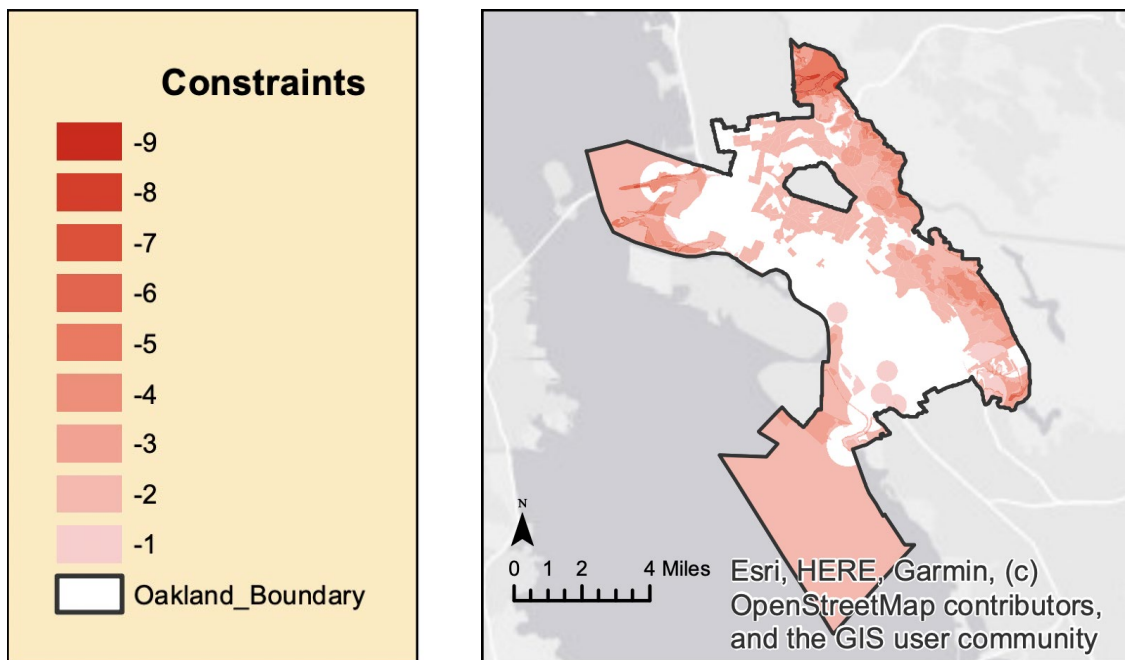 Constraints
-9
-8
-7
-6
-5
-4
-3
-2
-1
Oakland_Boundary
N
0 1 2 4 Miles
Esri, HERE, Garmin, (c)
OpenStreetMap contributors,
and the GIS user community